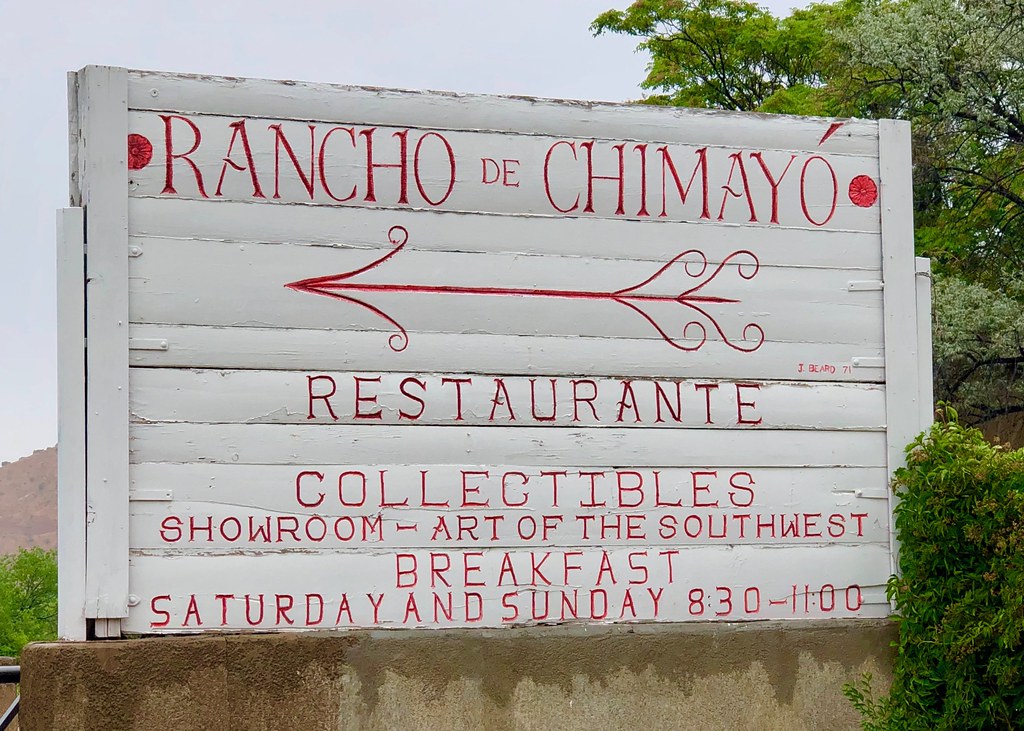 RANCHO DE CHIMAYÓ
J. BEARD 71
RESTAURANTE
COLLECTIBLES
SHOWROOM - ART OF THE SOUTHWEST
BREAKFAST
SATURDAY AND SUNDAY 8:30 - 11:00